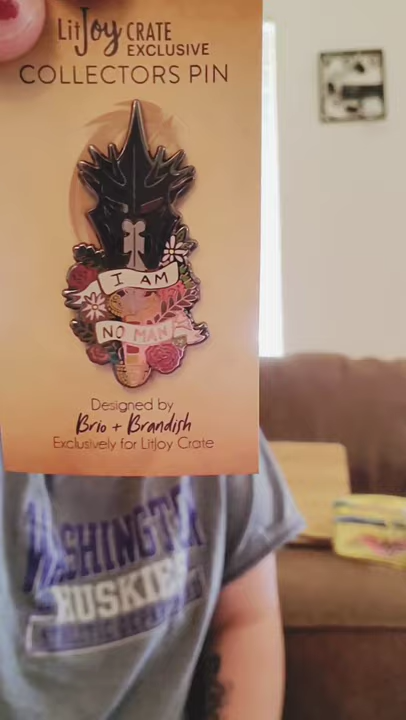 LitJoy CRATE
EXCLUSIVE
COLLECTORS PIN
I AM
NO MAN
Designed by
Brio + Brandish
Exclusively for LitJoy Crate
WASHINGTON
HUSKIES